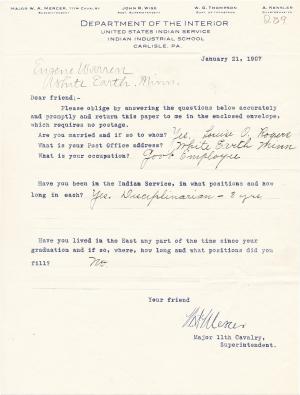 MAJOR W. A. MERCER, 11TH CAVALRY
SUPERINTENDENT
JOHN R. WISE
ASST. SUPERINTENDENT
W. G. THOMPSON
SUPT. OF INDUSTRIES
A. KENSLER
QUARTERMASTER
289
DEPARTMENT OF THE INTERIOR
UNITED STATES INDIAN SERVICE
INDIAN INDUSTRIAL SCHOOL
CARLISLE, PA.
January 21, 1907
Eugene Warren
White Earth, Minn.
Dear friend:-
Please oblige by answering the questions below accurately
and promptly and return this paper to me in the enclosed envelope,
which requires no postage.
Are you married and if so to whom? Yes, Louise O. Rogers
What is your Post Office address? White Earth Minn
What is your occupation? Govt Employee
Have you been in the Indian Service, in what positions and how
long in each? Yes. Disciplinarian - 2 yrs
Have you lived in the East any part of the time since your
graduation and if so, where, how long and what positions did you
fill? No.
Your friend
WAMercer
Major 11th Cavalry,
Superintendent.